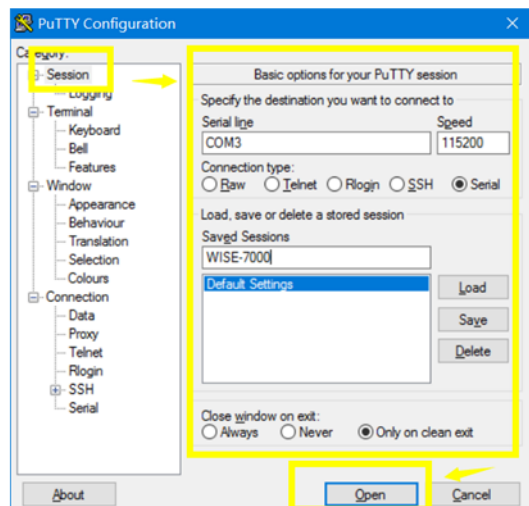 PuTTY Configuration
Category:
Session
Logging
Terminal
Keyboard
Bell
Features
Window
Appearance
Behaviour
Translation
Selection
Colours
Connection
Data
Proxy
Telnet
Rlogin
SSH
Serial
Basic options for your PuTTY session
Specify the destination you want to connect to
Serial line Speed
COM3 115200
Connection type:
Raw Telnet Rlogin SSH Serial
Load, save or delete a stored session
Saved Sessions
WISE-7000
Default Settings
Load
Save
Delete
Close window on exit:
Always Never Only on clean exit
About Open Cancel